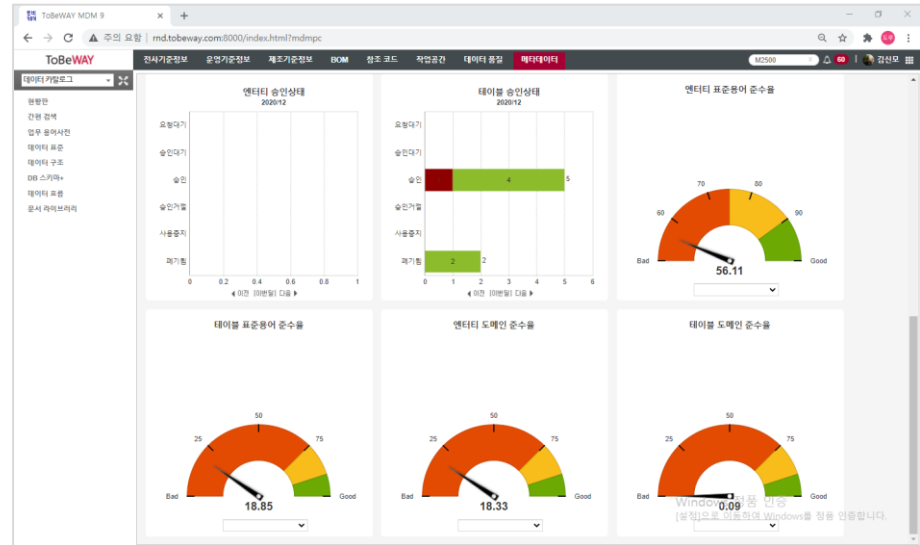 ToBeWAY MDM 9
주의 요함 | rnd.tobeway.com:8000/index.html?mdmpc
ToBeWAY
전사기준정보 운영기준정보 제조기준정보 BOM 참조 코드 작업공간 데이터 품질 메타데이터
M2500 60 김신모
데이터 카탈로그
현황판
간편 검색
업무 용어사전
데이터 표준
데이터 구조
DB 스키마+
데이터 흐름
문서 라이브러리
엔터티 승인상태
2020/12
요청대기
승인대기
승인
승인거절
사용중지
폐기됨
0 0.2 0.4 0.6 0.8 1
이전 [이번달] 다음
테이블 승인상태
2020/12
요청대기
승인대기
승인 4 5
승인거절
사용중지
폐기됨 2 2
0 1 2 3 4 5 6
이전 [이번달] 다음
엔터티 표준용어 준수율
70 80
60 90
Bad Good
56.11
테이블 표준용어 준수율
50
25 75
Bad Good
18.85
엔터티 도메인 준수율
50
25 75
Bad Good
18.33
테이블 도메인 준수율
50
25 75
Bad Good
0.09
Windows 정품 인증
[설정]으로 이동하여 Windows를 정품 인증합니다.